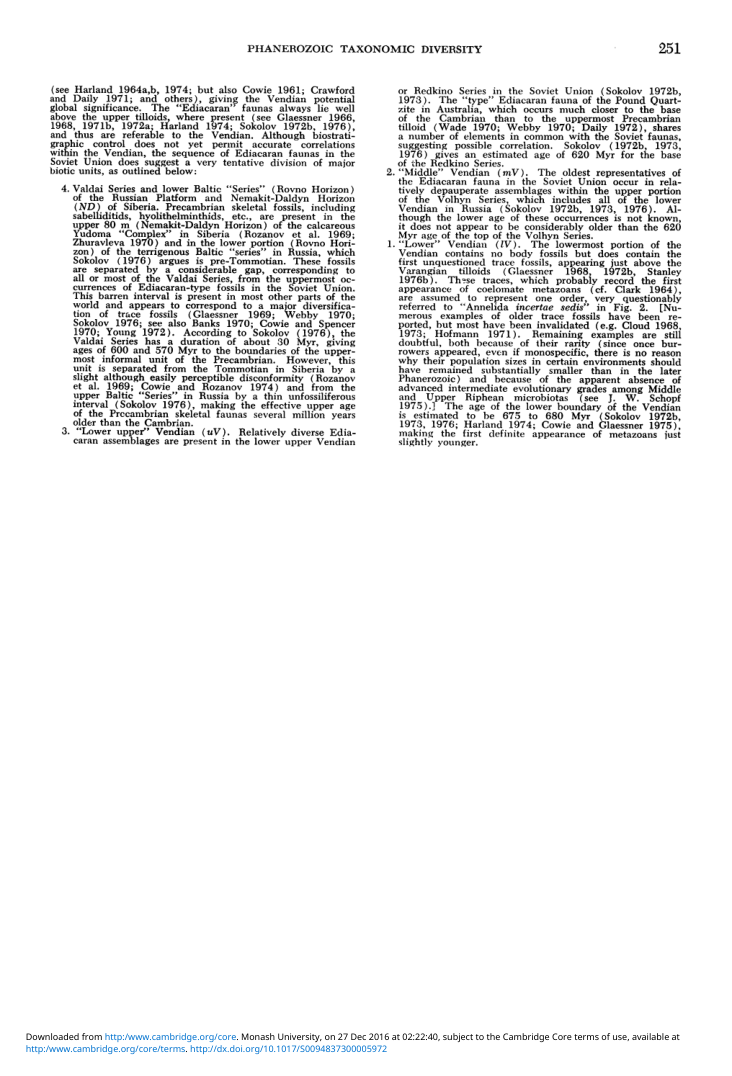 PHANEROZOIC TAXONOMIC DIVERSITY
251
(see Harland 1964a,b, 1974; but also Cowie 1961; Crawford
and Daily 1971; and others), giving the Vendian potential
global significance. The "Ediacaran" faunas always lie well
above the upper tilloids, where present (see Glaessner 1966,
1968, 1971b, 1972a; Harland 1974; Sokolov 1972b, 1976),
and thus are referable to the Vendian. Although biostrati-
graphic control does not yet permit accurate correlations
within the Vendian, the sequence of Ediacaran faunas in the
Soviet Union does suggest a very tentative division of major
biotic units, as outlined below:
4. Valdai Series and lower Baltic "Series" (Rovno Horizon)
of the Russian Platform and Nemakit-Daldyn Horizon
(ND) of Siberia. Precambrian skeletal fossils, including
sabelliditids, hyolithelminthids, etc., are present in the
upper 80 m (Nemakit-Daldyn Horizon) of the calcareous
Yudoma "Complex" in Siberia (Rozanov et al. 1969;
Zhuravleva 1970) and in the lower portion (Rovno Hori-
zon) of the terrigenous Baltic "series" in Russia, which
Sokolov (1976) argues is pre-Tommotian. These fossils
are separated by a considerable gap, corresponding to
all or most of the Valdai Series, from the uppermost oc-
currences of Ediacaran-type fossils in the Soviet Union.
This barren interval is present in most other parts of the
world and appears to correspond to a major diversifica-
tion of trace fossils (Glaessner 1969; Webby 1970;
Sokolov 1976; see also Banks 1970; Cowie and Spencer
1970; Young 1972). According to Sokolov (1976), the
Valdai Series has a duration of about 30 Myr, giving
ages of 600 and 570 Myr to the boundaries of the upper-
most informal unit of the Precambrian. However, this
unit is separated from the Tommotian in Siberia by a
slight although easily perceptible disconformity (Rozanov
et al. 1969; Cowie and Rozanov 1974) and from the
upper Baltic "Series" in Russia by a thin unfossiliferous
interval (Sokolov 1976), making the effective upper age
of the Precambrian skeletal faunas several million years
older than the Cambrian.
3. "Lower upper" Vendian (uV). Relatively diverse Edia-
caran assemblages are present in the lower upper Vendian
or Redkino Series in the Soviet Union (Sokolov 1972b,
1973). The "type" Ediacaran fauna of the Pound Quart-
zite in Australia, which occurs much closer to the base
of the Cambrian than to the uppermost Precambrian
tilloid (Wade 1970; Webby 1970; Daily 1972), shares
a number of elements in common with the Soviet faunas,
suggesting possible correlation. Sokolov (1972b, 1973,
1976) gives an estimated age of 620 Myr for the base
of the Redkino Series.
2. "Middle" Vendian (mV). The oldest representatives of
the Ediacaran fauna in the Soviet Union occur in rela-
tively depauperate assemblages within the upper portion
of the Volhyn Series, which includes all of the lower
Vendian in Russia (Sokolov 1972b, 1973, 1976). Al-
though the lower age of these occurrences is not known,
it does not appear to be considerably older than the 620
Myr age of the top of the Volhyn Series.
1. "Lower" Vendian (lV). The lowermost portion of the
Vendian contains no body fossils but does contain the
first unquestioned trace fossils, appearing just above the
Varangian tilloids (Glaessner 1968, 1972b, Stanley
1976b). These traces, which probably record the first
appearance of coelomate metazoans (cf. Clark 1964),
are assumed to represent one order, very questionably
referred to "Annelida incertae sedis" in Fig. 2. [Nu-
merous examples of older trace fossils have been re-
ported, but most have been invalidated (e.g. Cloud 1968,
1973; Hofmann 1971). Remaining examples are still
doubtful, both because of their rarity (since once bur-
rowers appeared, even if monospecific, there is no reason
why their population sizes in certain environments should
have remained substantially smaller than in the later
Phanerozoic) and because of the apparent absence of
advanced intermediate evolutionary grades among Middle
and Upper Riphean microbiotas (see J. W. Schopf
1975).] The age of the lower boundary of the Vendian
is estimated to be 675 to 680 Myr (Sokolov 1972b,
1973, 1976; Harland 1974; Cowie and Glaessner 1975),
making the first definite appearance of metazoans just
slightly younger.
Downloaded from http:/www.cambridge.org/core. Monash University, on 27 Dec 2016 at 02:22:40, subject to the Cambridge Core terms of use, available at
http:/www.cambridge.org/core/terms. http://dx.doi.org/10.1017/S0094837300005972